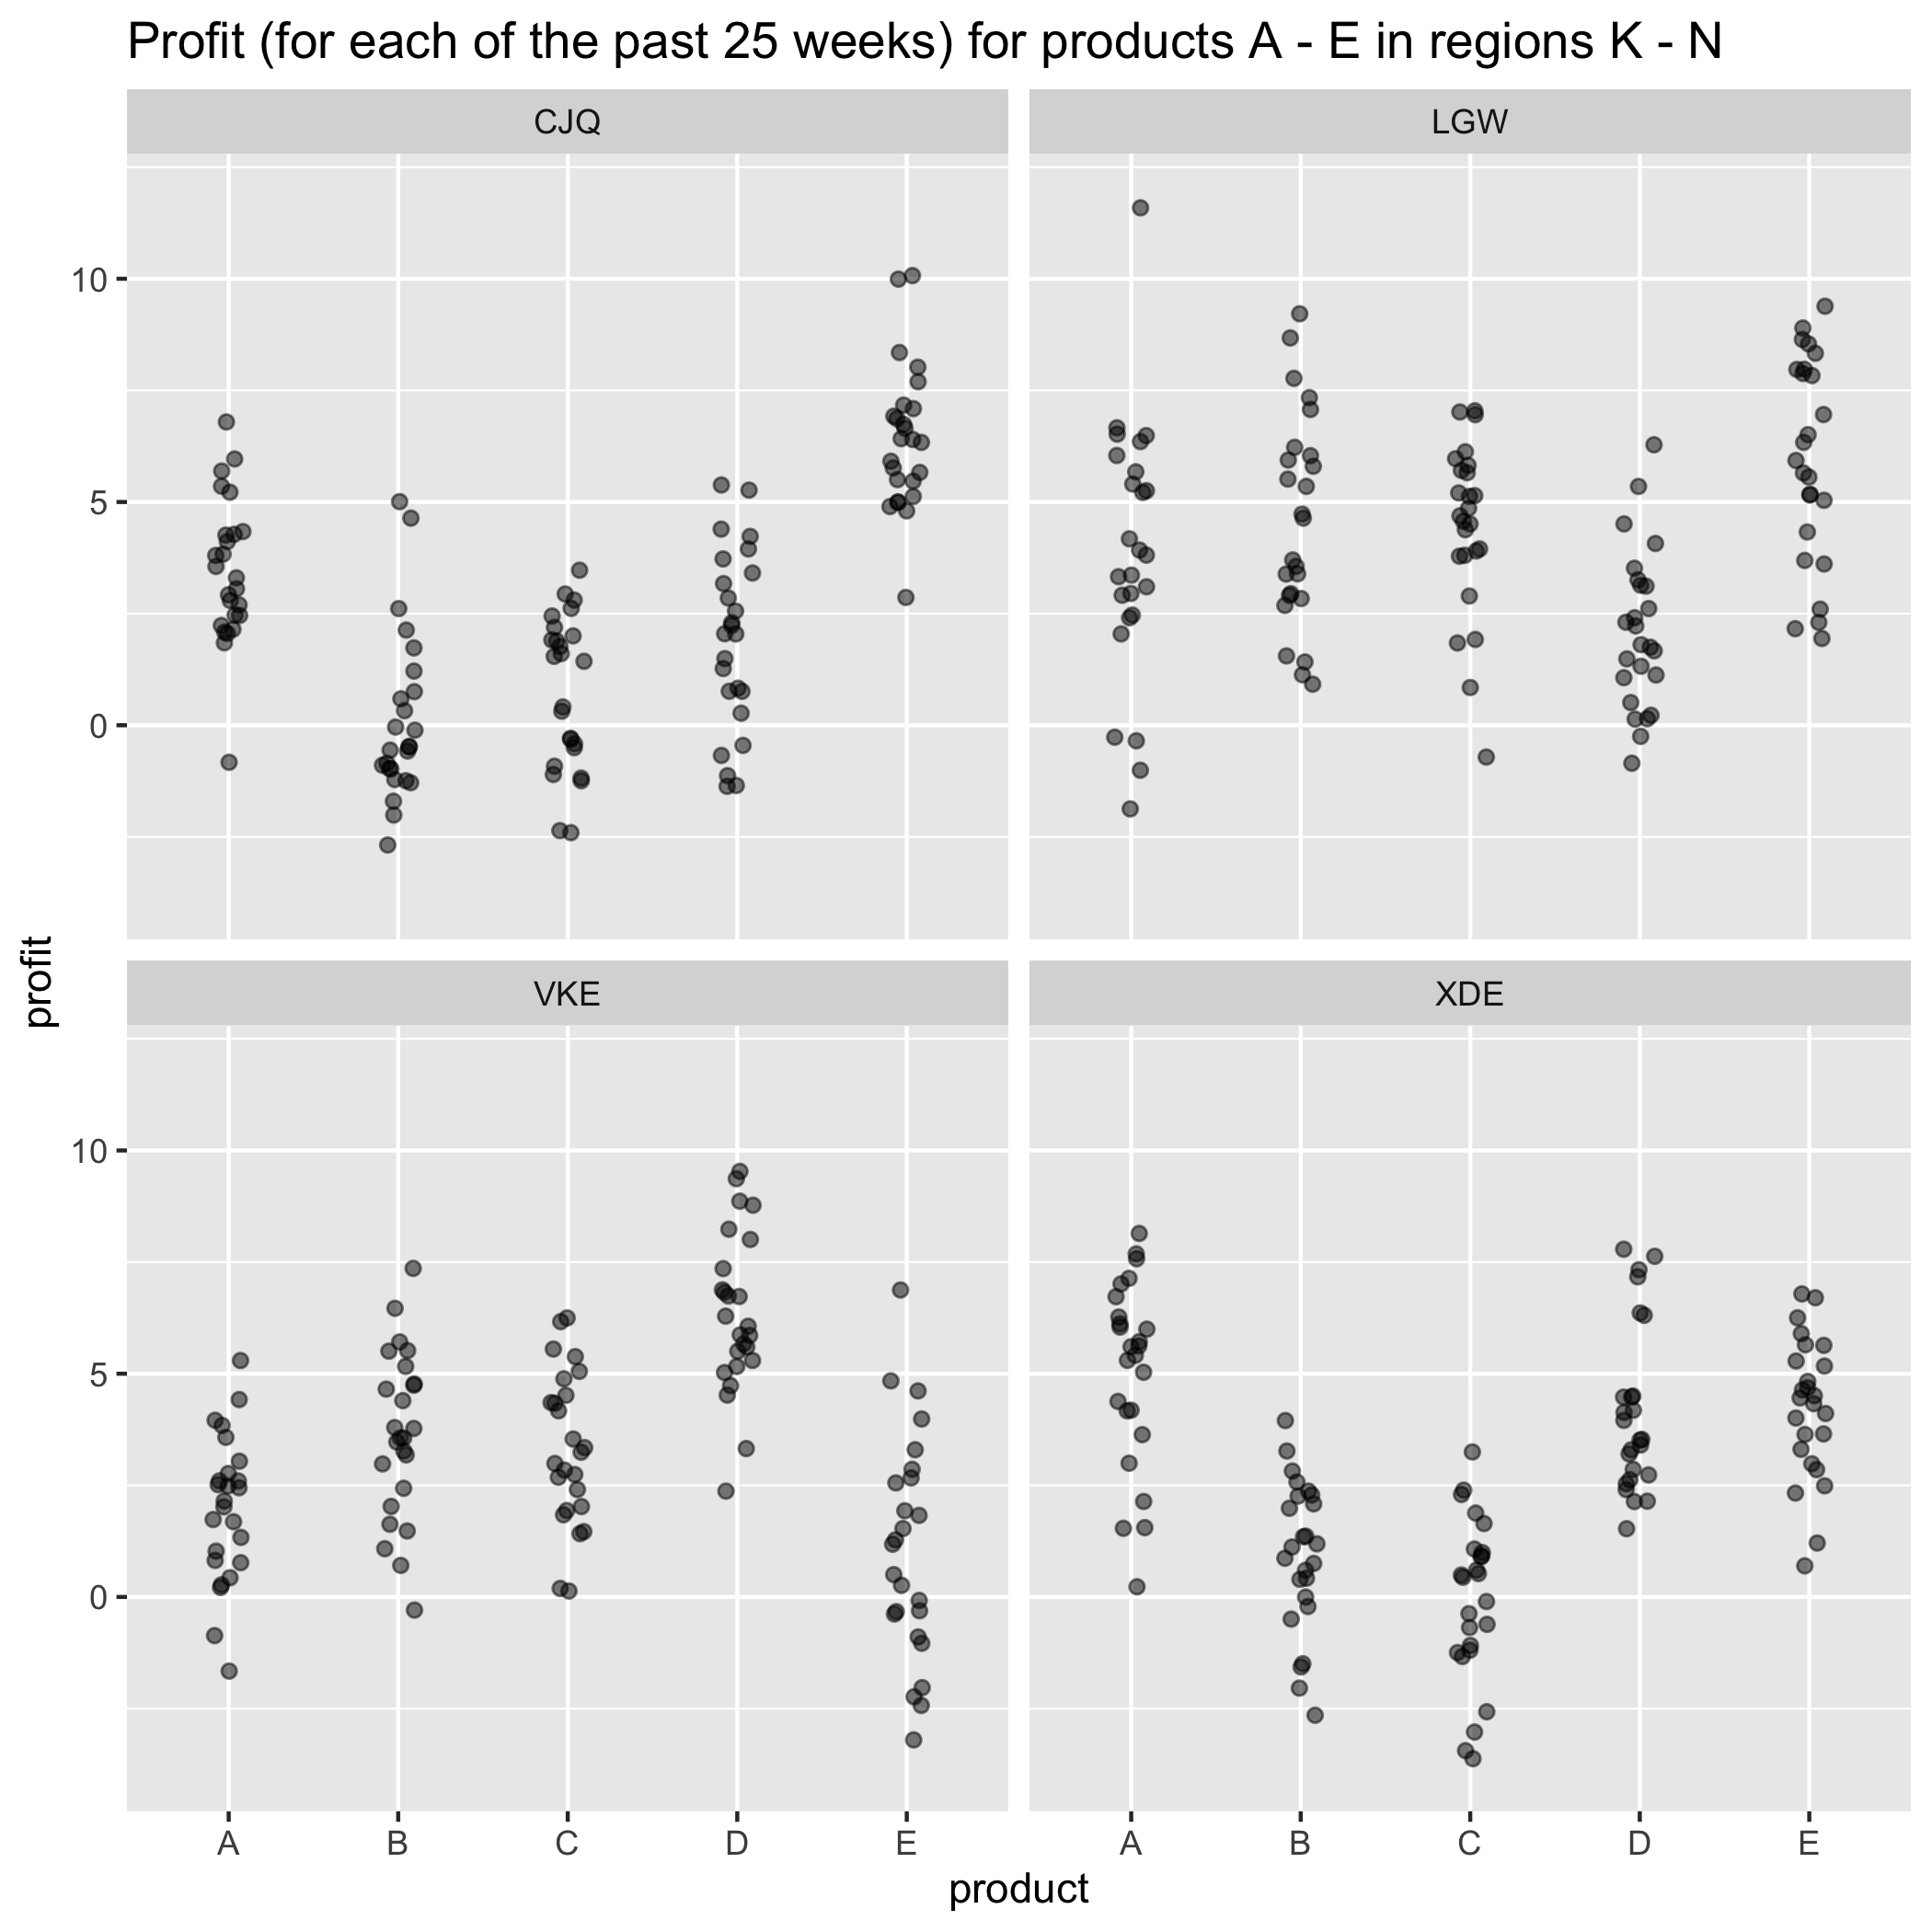 Profit (for each of the past 25 weeks) for products A - E in regions K - N
CJQ
LGW
10
5
0
profit
VKE
XDE
10
5
0
A B C D E
A B C D E
product